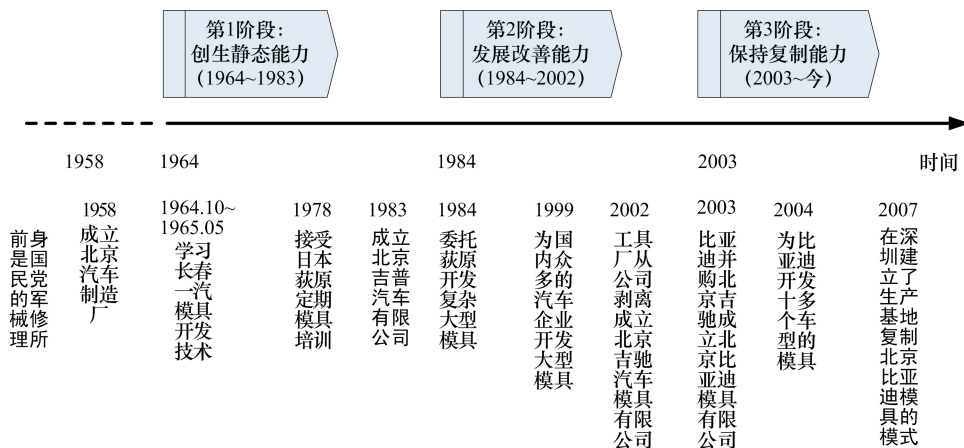 第1阶段：
创生静态能力
(1964~1983)
第2阶段：
发展改善能力
(1984~2002)
第3阶段：
保持复制能力
(2003~今)
1958
1964
1984
2003
时间
前身
是国
民党
的军
械修
理所
1958
成立
北京
汽车
制造
厂
1964.10~
1965.05
学习
长春
一汽
模具
开发
技术
1978
接受
日本
荻原
定期
模具
培训
1983
成立
北京
吉普
汽车
有限
公司
1984
委托
荻原
开发
复杂
大型
模具
1999
为国
内众
多的
汽车
企业
开发
大型
模具
2002
工具
厂从
公司
剥离
成立
北京
吉驰
汽车
模具
有限
公司
2003
比亚
迪并
购北
京吉
驰成
立北
京比
亚迪
模具
有限
公司
2004
为比
亚迪
开发
十多
个车
型的
模具
2007
在深
圳建
立了
生产
基地
复制
北京
比亚
迪模
具的
模式